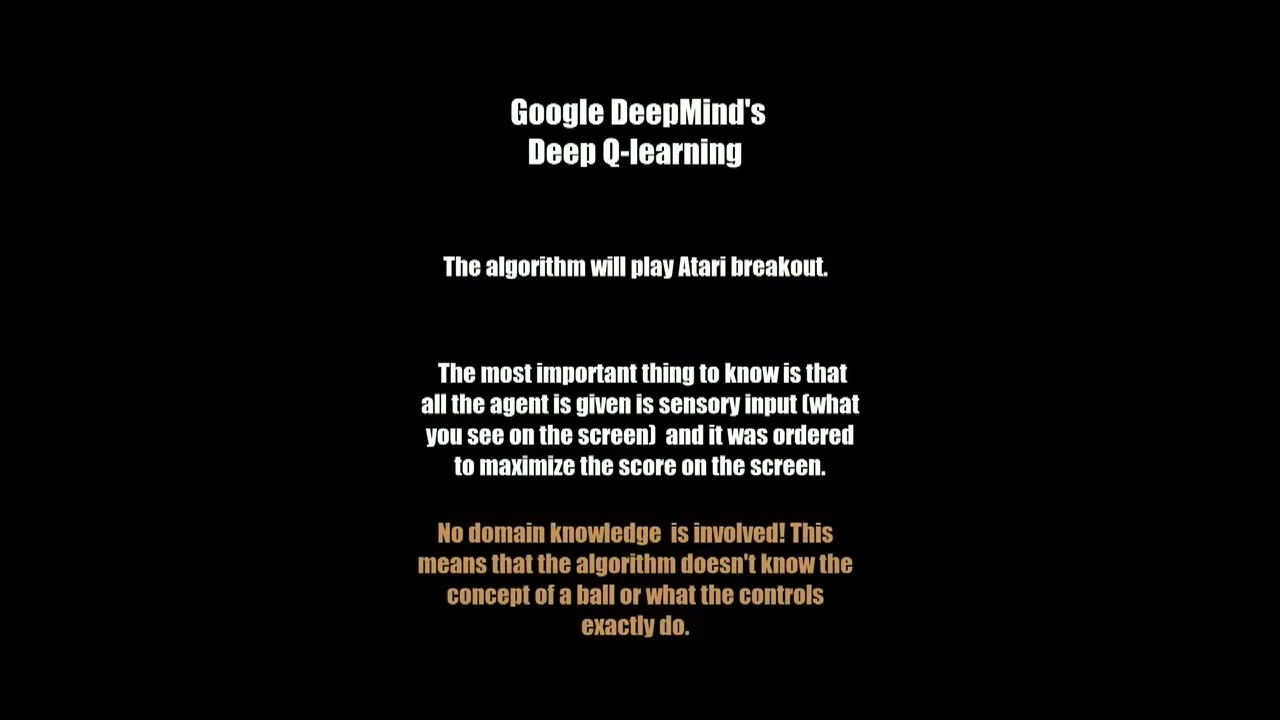 Google DeepMind's
Deep Q-learning
The algorithm will play Atari breakout.
The most important thing to know is that
all the agent is given is sensory input (what
you see on the screen)  and it was ordered
to maximize the score on the screen.
No domain knowledge  is involved! This
means that the algorithm doesn't know the
concept of a ball or what the controls
exactly do.